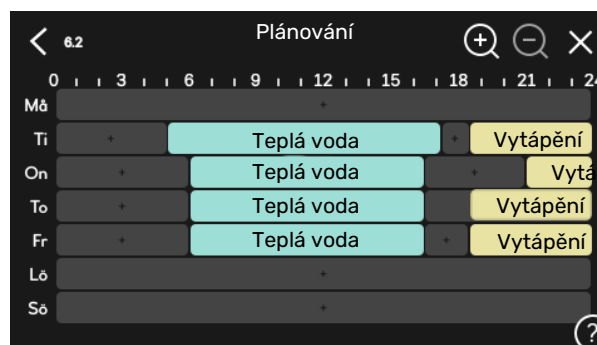 6.2 Plánování
0 3 6 9 12 15 18 21 24
Må
Ti + Teplá voda + Vytápění
On + Teplá voda + Vytá
To + Teplá voda Vytápění
Fr + Teplá voda + Vytápění
Lö
Sö
?